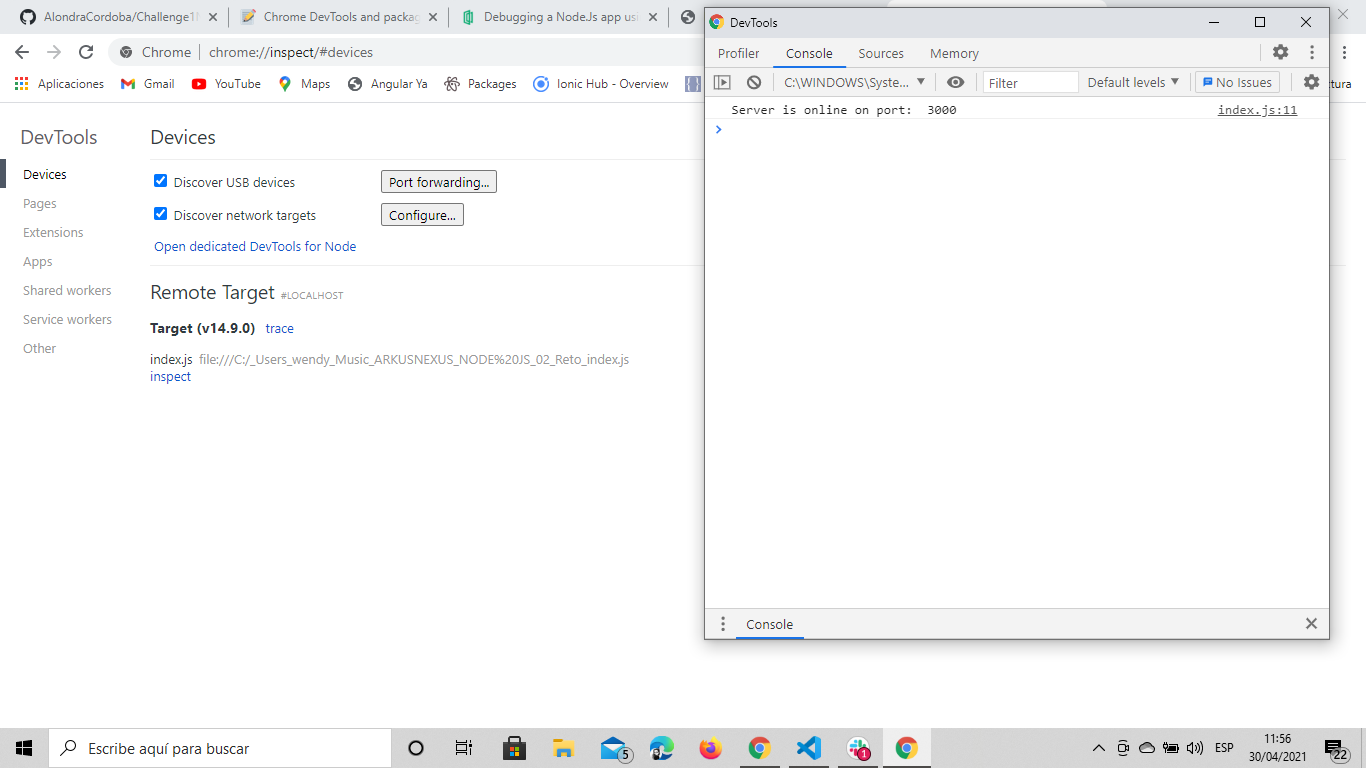 AlondraCordoba/Challenge1
Chrome DevTools and packag
Debugging a NodeJs app us
DevTools
Chrome
chrome://inspect/#devices
Profiler
Console
Sources
Memory
Aplicaciones
Gmail
YouTube
Maps
Angular Ya
Packages
Ionic Hub - Overview
C:\WINDOWS\Syste...
Filter
Default levels
No Issues
tura
Server is online on port:  3000
index.js:11
DevTools
Devices
Pages
Extensions
Apps
Shared workers
Service workers
Other
Devices
Discover USB devices
Port forwarding...
Discover network targets
Configure...
Open dedicated DevTools for Node
Remote Target #LOCALHOST
Target (v14.9.0) trace
index.js file:///C:/_Users_wendy_Music_ARKUSNEXUS_NODE%20JS_02_Reto_index.js
inspect
Console
Escribe aquí para buscar
5
1
ESP
11:56
30/04/2021
22